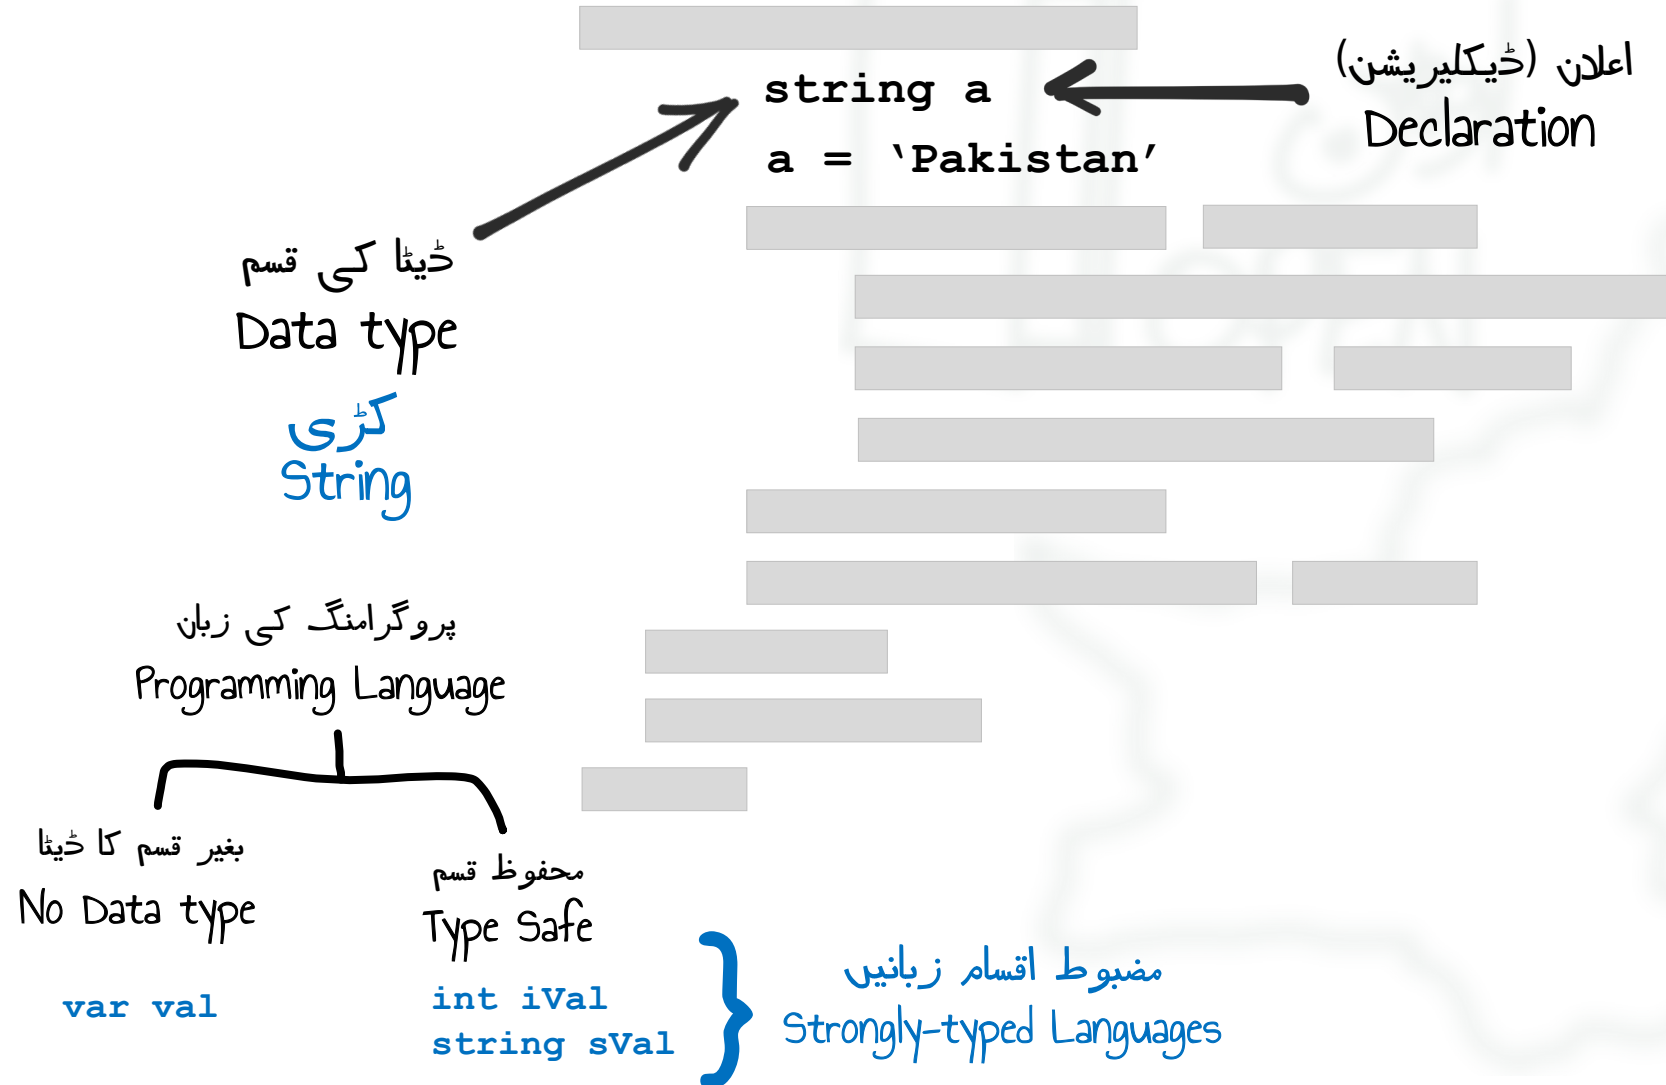 اعلان (ڈیکلیریشن)
Declaration
string a
a = ‘Pakistan’
ڈیٹا کی قسم
Data type
کڑی
String
پروگرامنگ کی زبان
Programming Language
بغیر قسم کا ڈیٹا
No Data type
var val
محفوظ قسم
Type Safe
int iVal
string sVal
مضبوط اقسام زبانیں
Strongly-typed Languages